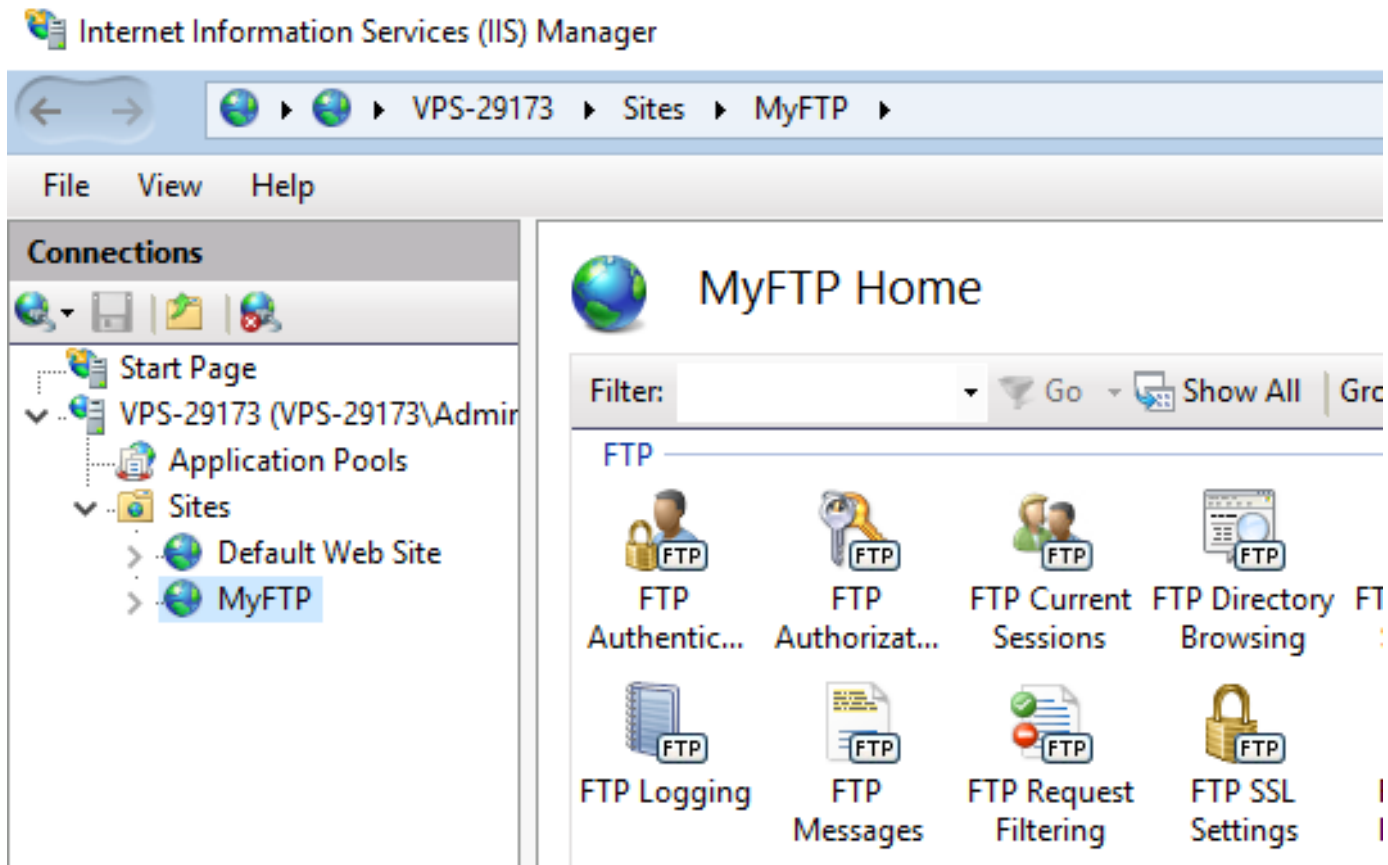 Internet Information Services (IIS) Manager
VPS-29173 Sites MyFTP
File View Help
Connections
Start Page
VPS-29173 (VPS-29173\Admin
Application Pools
Sites
Default Web Site
MyFTP
MyFTP Home
Filter: Go Show All Gro
FTP
FTP FTP FTP FTP
FTP Authentic...
FTP Authorizat...
FTP Current Sessions
FTP Directory Browsing
FT
FTP FTP FTP FTP
FTP Logging
FTP Messages
FTP Request Filtering
FTP SSL Settings